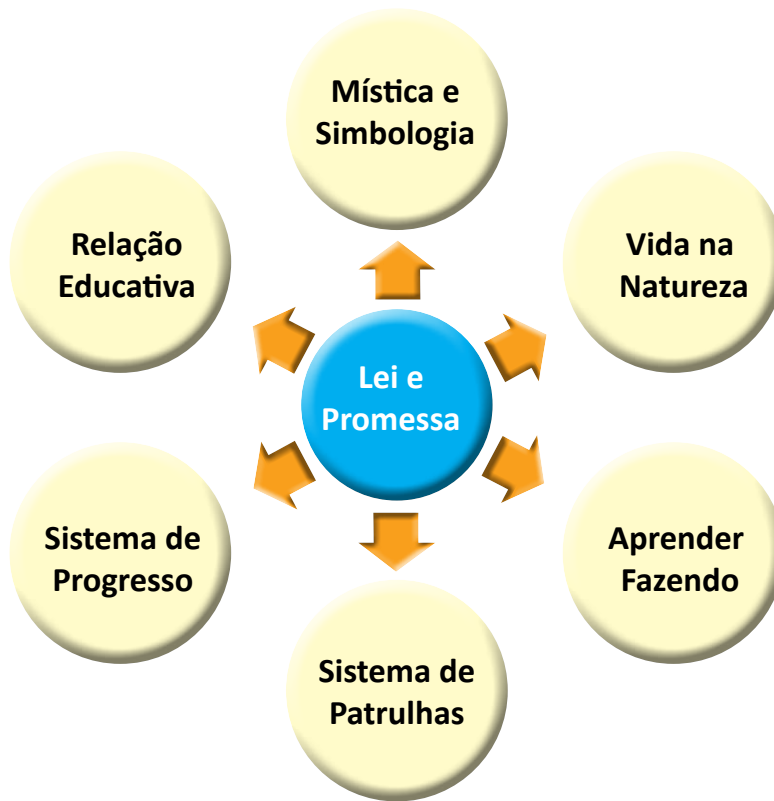 Mística e
Simbologia
Relação
Educativa
Vida na
Natureza
Lei e
Promessa
Sistema de
Progresso
Aprender
Fazendo
Sistema de
Patrulhas